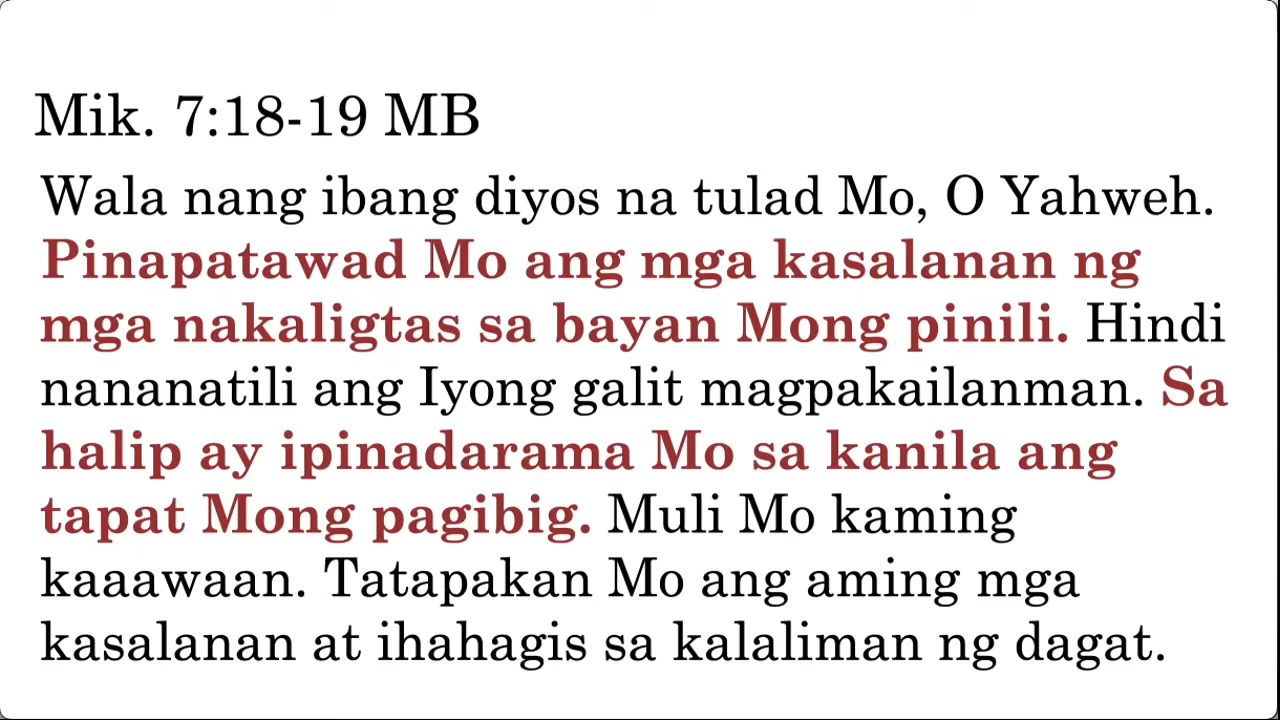 Mik. 7:18-19 MB
Wala nang ibang diyos na tulad Mo, O Yahweh.
Pinapatawad Mo ang mga kasalanan ng
mga nakaligtas sa bayan Mong pinili. Hindi
nananatili ang Iyong galit magpakailanman. Sa
halip ay ipinadarama Mo sa kanila ang
tapat Mong pagibig. Muli Mo kaming
kaaawaan. Tatapakan Mo ang aming mga
kasalanan at ihahagis sa kalaliman ng dagat.